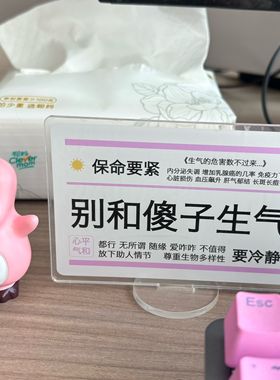 Clever
mom
《生气的危害数不过来...》
保命要紧
内分泌失调 增加乳腺癌的几率 免疫力
心脏损伤 血压飙升 肝气郁结 长斑长痘
别和傻子生气
心平
气和
都行 无所谓 随缘 爱咋咋 不值得
放下助人情节 尊重生物多样性
要冷静
Esc